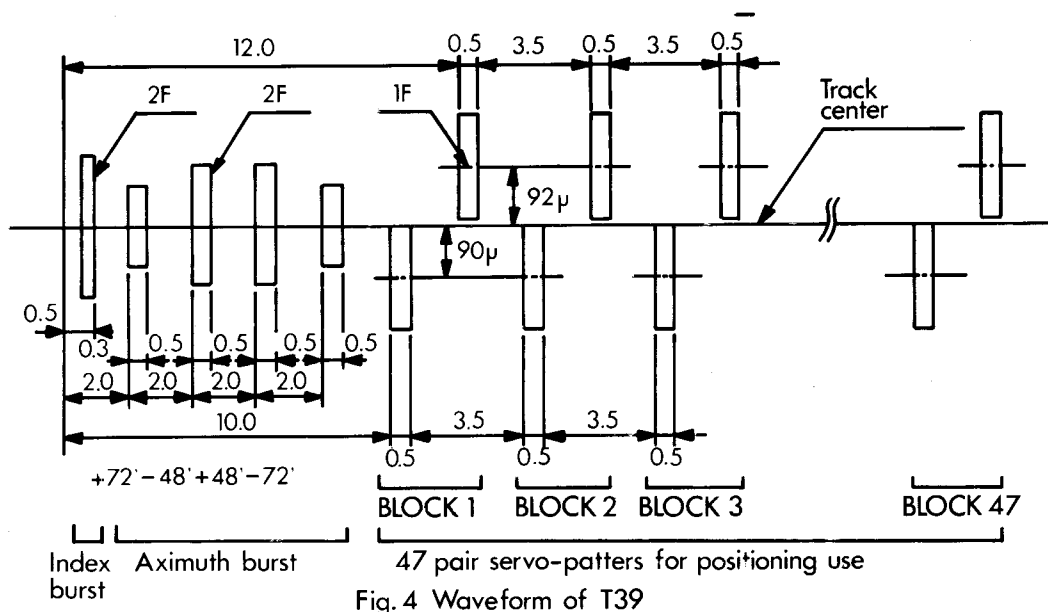 12.0
0.5 3.5 0.5 3.5 0.5
2F 2F 1F
Track
center
92μ
90μ
0.5
0.3 0.5 0.5 0.5 0.5
2.0 2.0 2.0 2.0
10.0 3.5 3.5
0.5 0.5 0.5
+72'-48'+48'-72'
BLOCK 1 BLOCK 2 BLOCK 3 BLOCK 47
Index
burst
Aximuth burst
47 pair servo-patters for positioning use
Fig. 4 Waveform of T39